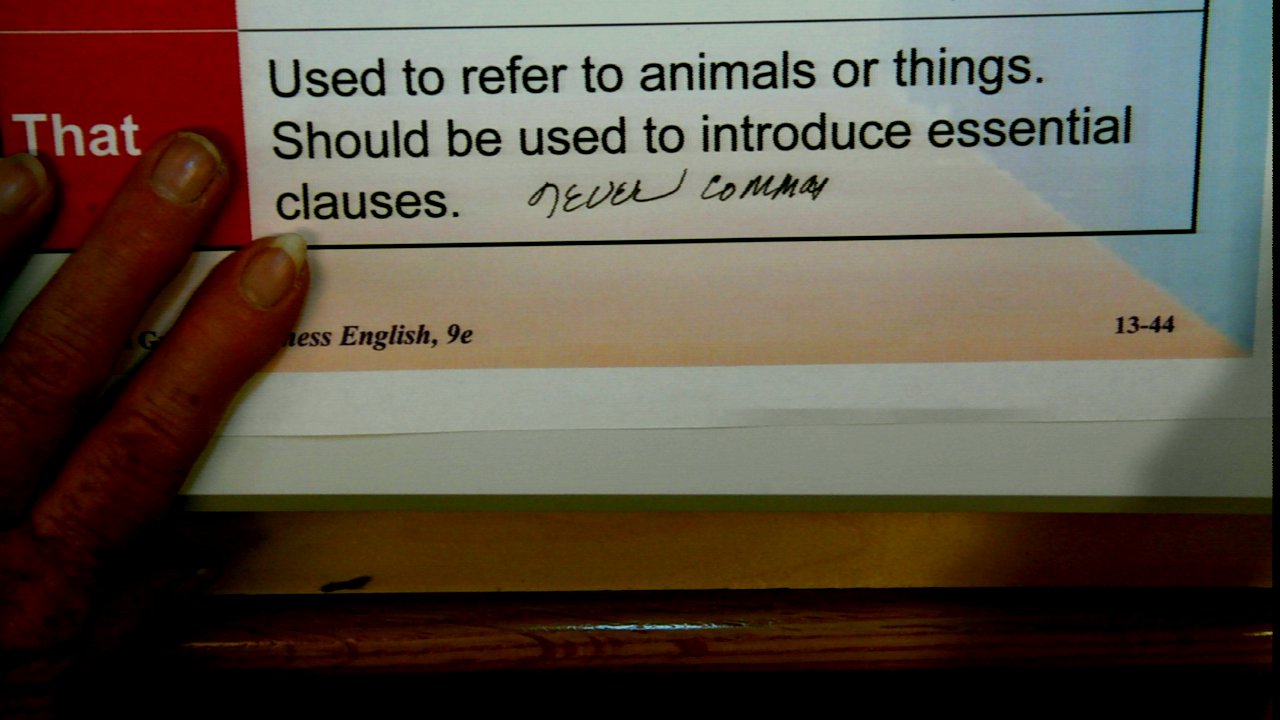 That
Used to refer to animals or things.
Should be used to introduce essential
clauses. never comma
ness English, 9e
13-44